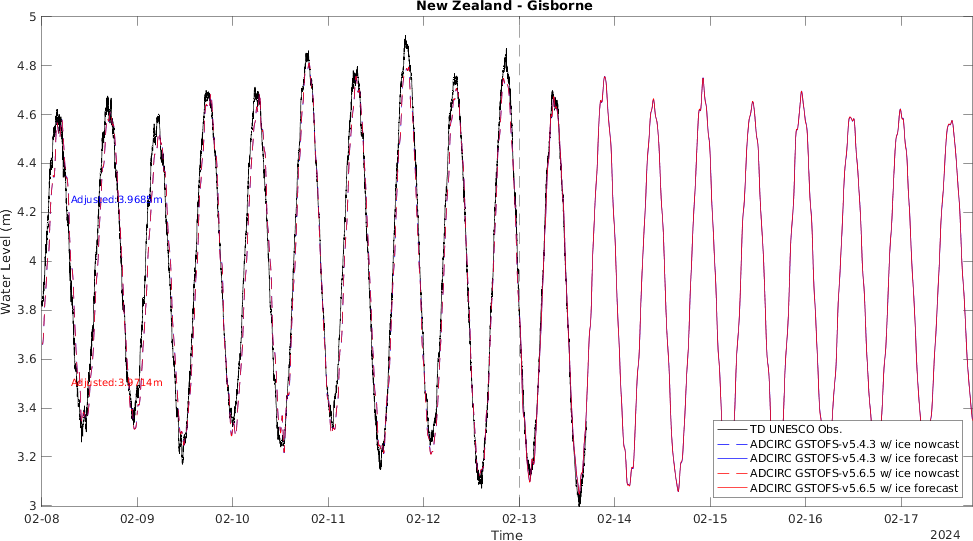 New Zealand - Gisborne
5
4.8
4.6
4.4
4.2
4
3.8
3.6
3.4
3.2
3
Water Level (m)
Adjusted:3.9688m
Adjusted:3.9714m
TD UNESCO Obs.
ADCIRC GSTOFS-v5.4.3 w/ ice nowcast
ADCIRC GSTOFS-v5.4.3 w/ ice forecast
ADCIRC GSTOFS-v5.6.5 w/ ice nowcast
ADCIRC GSTOFS-v5.6.5 w/ ice forecast
02-08
02-09
02-10
02-11
02-12
02-13
02-14
02-15
02-16
02-17
Time
2024